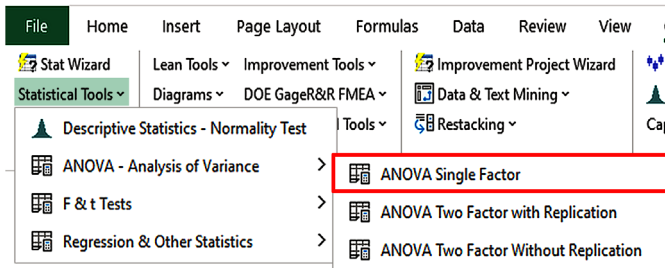 File Home Insert Page Layout Formulas Data Review View
Stat Wizard Lean Tools Improvement Tools Improvement Project Wizard
Statistical Tools Diagrams DOE GageR&R FMEA Data & Text Mining
Descriptive Statistics - Normality Test Tools Restacking
ANOVA - Analysis of Variance
ANOVA Single Factor
F & t Tests
ANOVA Two Factor with Replication
Regression & Other Statistics
ANOVA Two Factor Without Replication